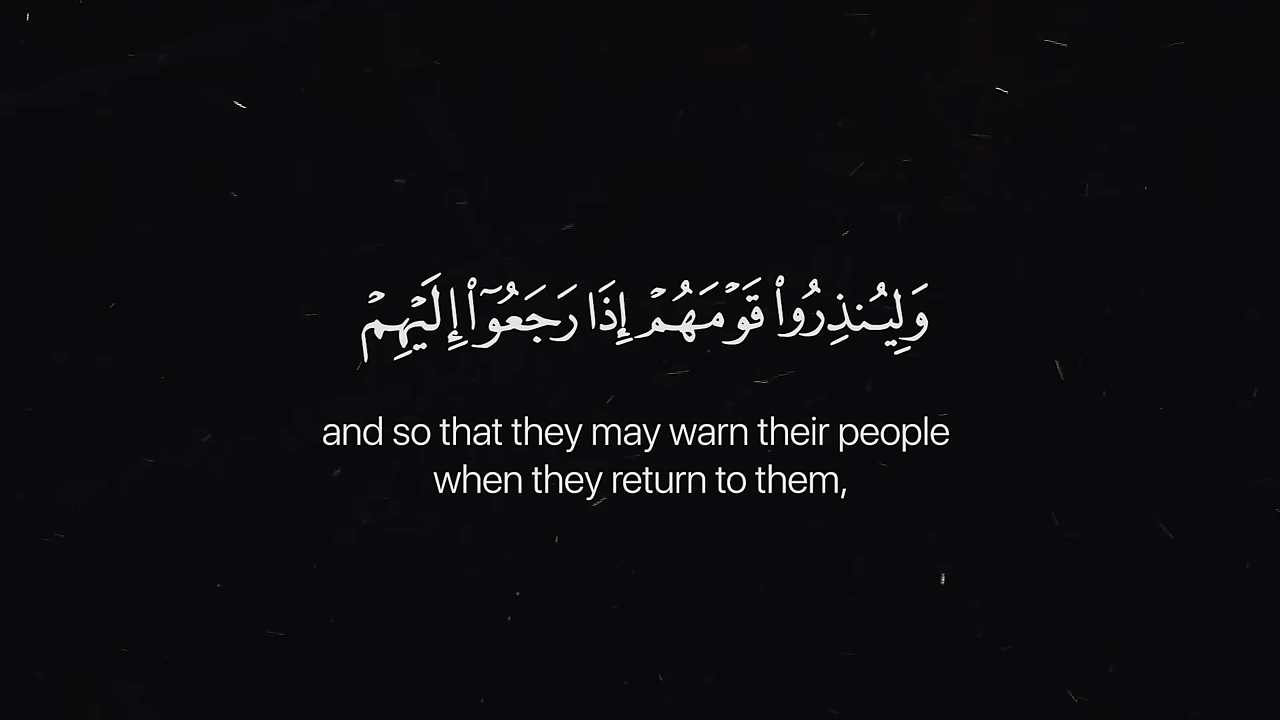 وَلِيُنذِرُوا۟ قَوْمَهُمْ إِذَا رَجَعُوٓا۟ إِلَيْهِمْ
and so that they may warn their people
when they return to them,